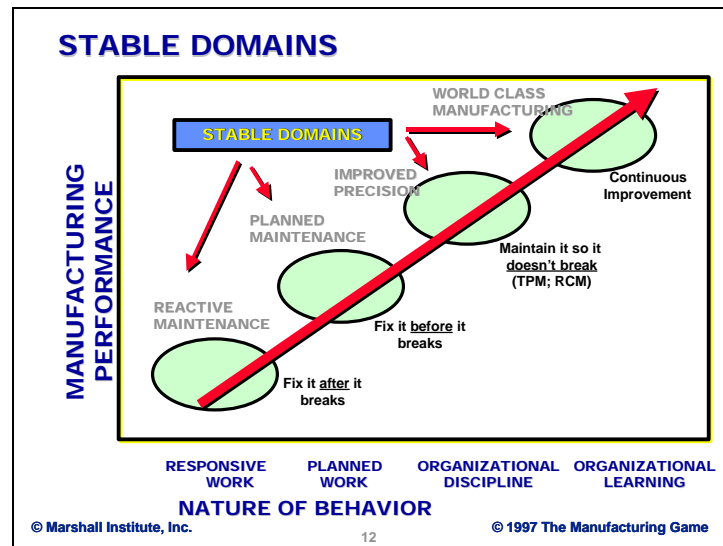 STABLE DOMAINS
WORLD CLASS
MANUFACTURING
STABLE DOMAINS
IMPROVED
PRECISION
Continuous
Improvement
PLANNED
MAINTENANCE
Maintain it so it
doesn't break
(TPM; RCM)
REACTIVE
MAINTENANCE
Fix it before it
breaks
Fix it after it
breaks
MANUFACTURING
PERFORMANCE
RESPONSIVE
WORK
PLANNED
WORK
ORGANIZATIONAL
DISCIPLINE
ORGANIZATIONAL
LEARNING
NATURE OF BEHAVIOR
© Marshall Institute, Inc.
12
© 1997 The Manufacturing Game